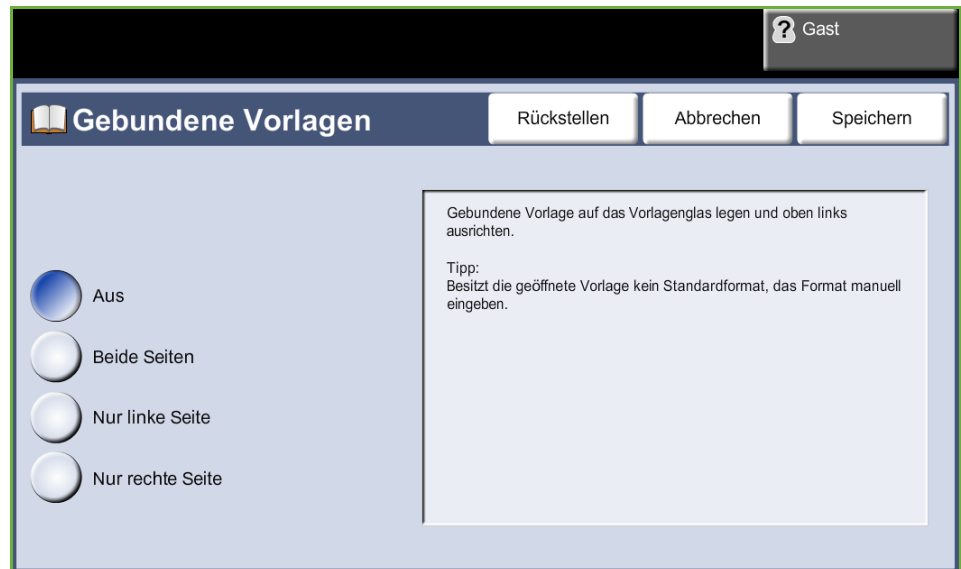 Gast
Gebundene Vorlagen
Rückstellen
Abbrechen
Speichern
Gebundene Vorlage auf das Vorlagenglas legen und oben links
ausrichten.
Tipp:
Besitzt die geöffnete Vorlage kein Standardformat, das Format manuell
eingeben.
Aus
Beide Seiten
Nur linke Seite
Nur rechte Seite